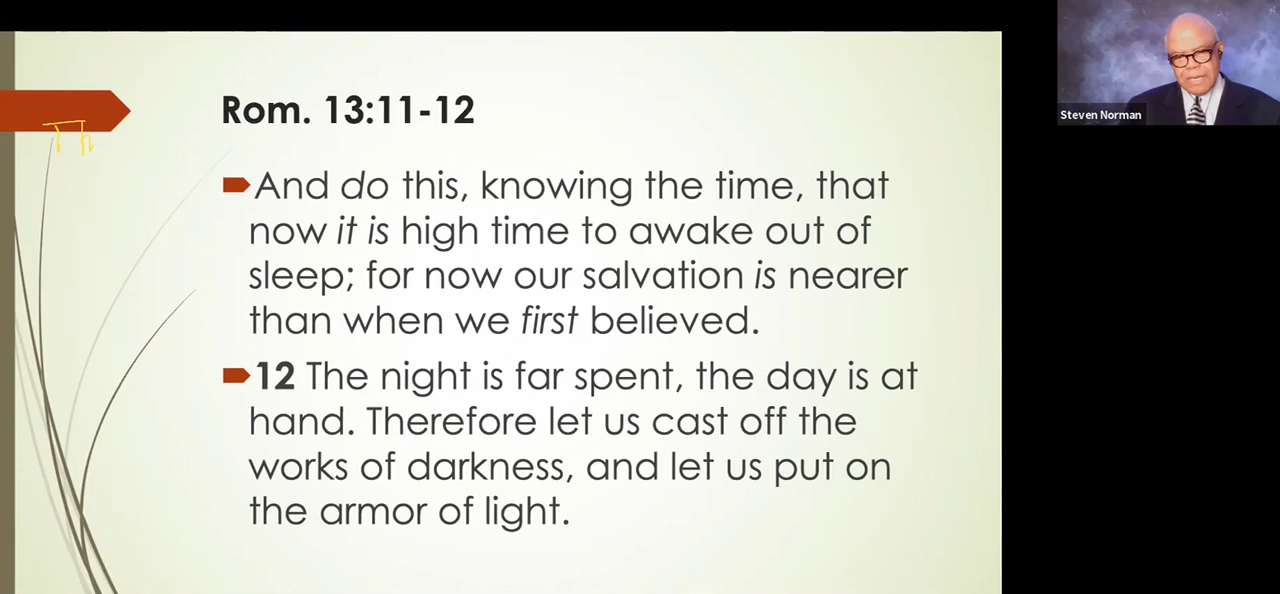 Rom. 13:11-12
And do this, knowing the time, that
now it is high time to awake out of
sleep; for now our salvation is nearer
than when we first believed.
12 The night is far spent, the day is at
hand. Therefore let us cast off the
works of darkness, and let us put on
the armor of light.
Steven Norman